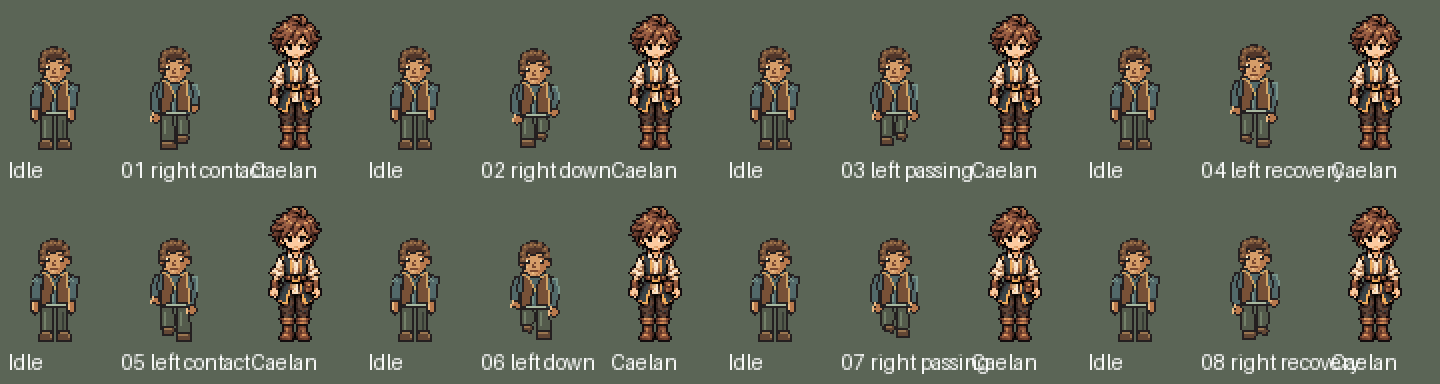 Idle 01 right contact Caelan Idle 02 right down Caelan Idle 03 left passing Caelan Idle 04 left recovery Caelan
Idle 05 left contact Caelan Idle 06 left down Caelan Idle 07 right passing Caelan Idle 08 right recovery Caelan